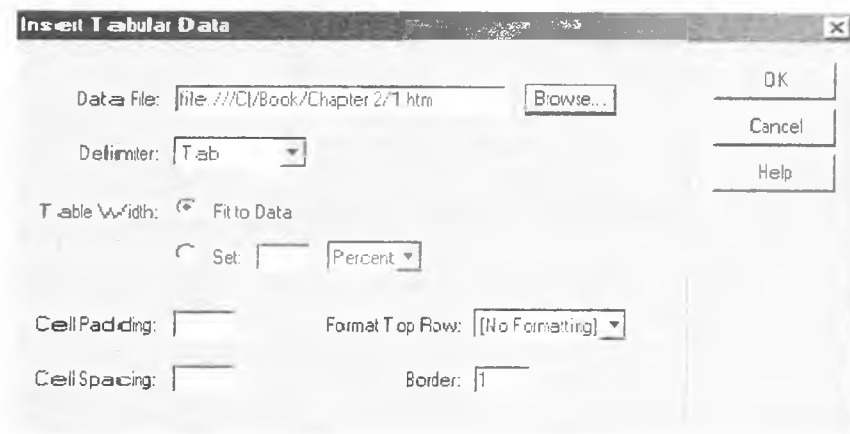 Insert Tabular Data
Data File: file:///C|/Book/Chapter 2/1.htm Browse... OK
Cancel
Delimiter: Tab
Help
Table Width: Fit to Data
Set: Percent
Cell Padding: Format Top Row: [No Formatting]
Cell Spacing: Border: 1